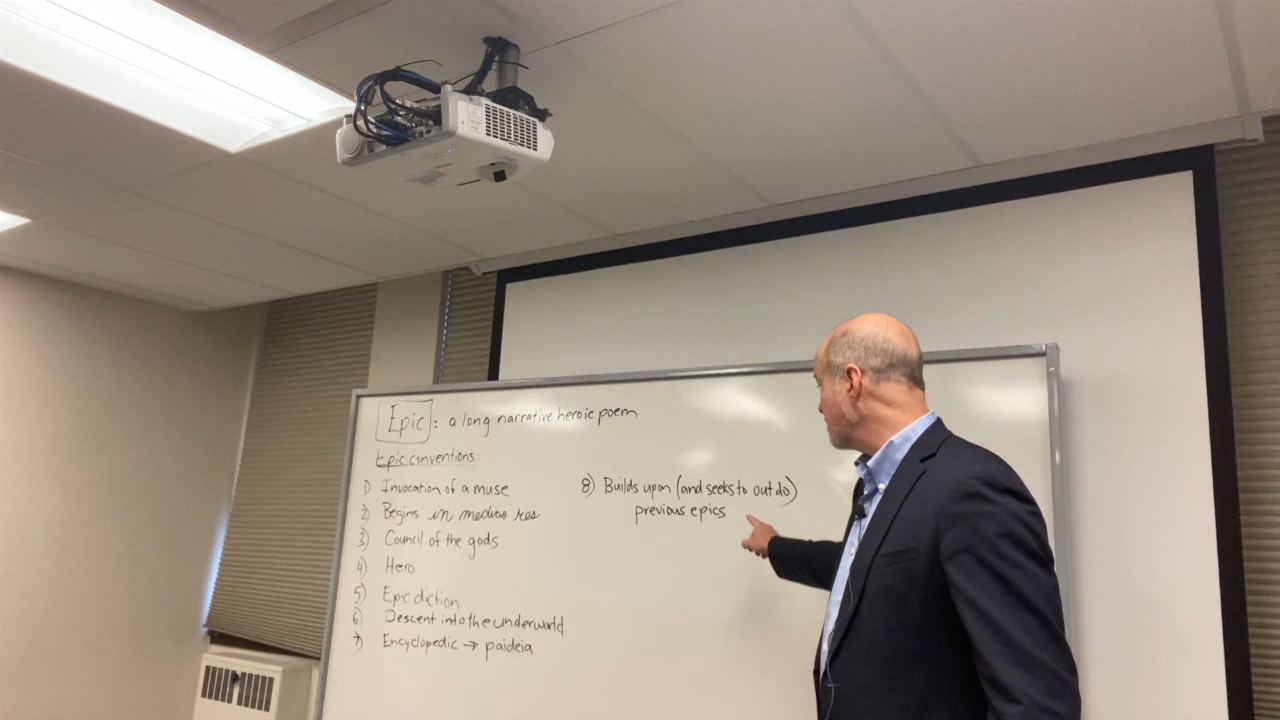 Epic: a long narrative heroic poem
Epic conventions:
1) Invocation of a muse
2) Begins in medias res
3) Council of the gods
4) Hero
5) Epic diction
6) Descent into the underworld
7) Encyclopedic → paideia
8) Builds upon (and seeks to outdo)
previous epics